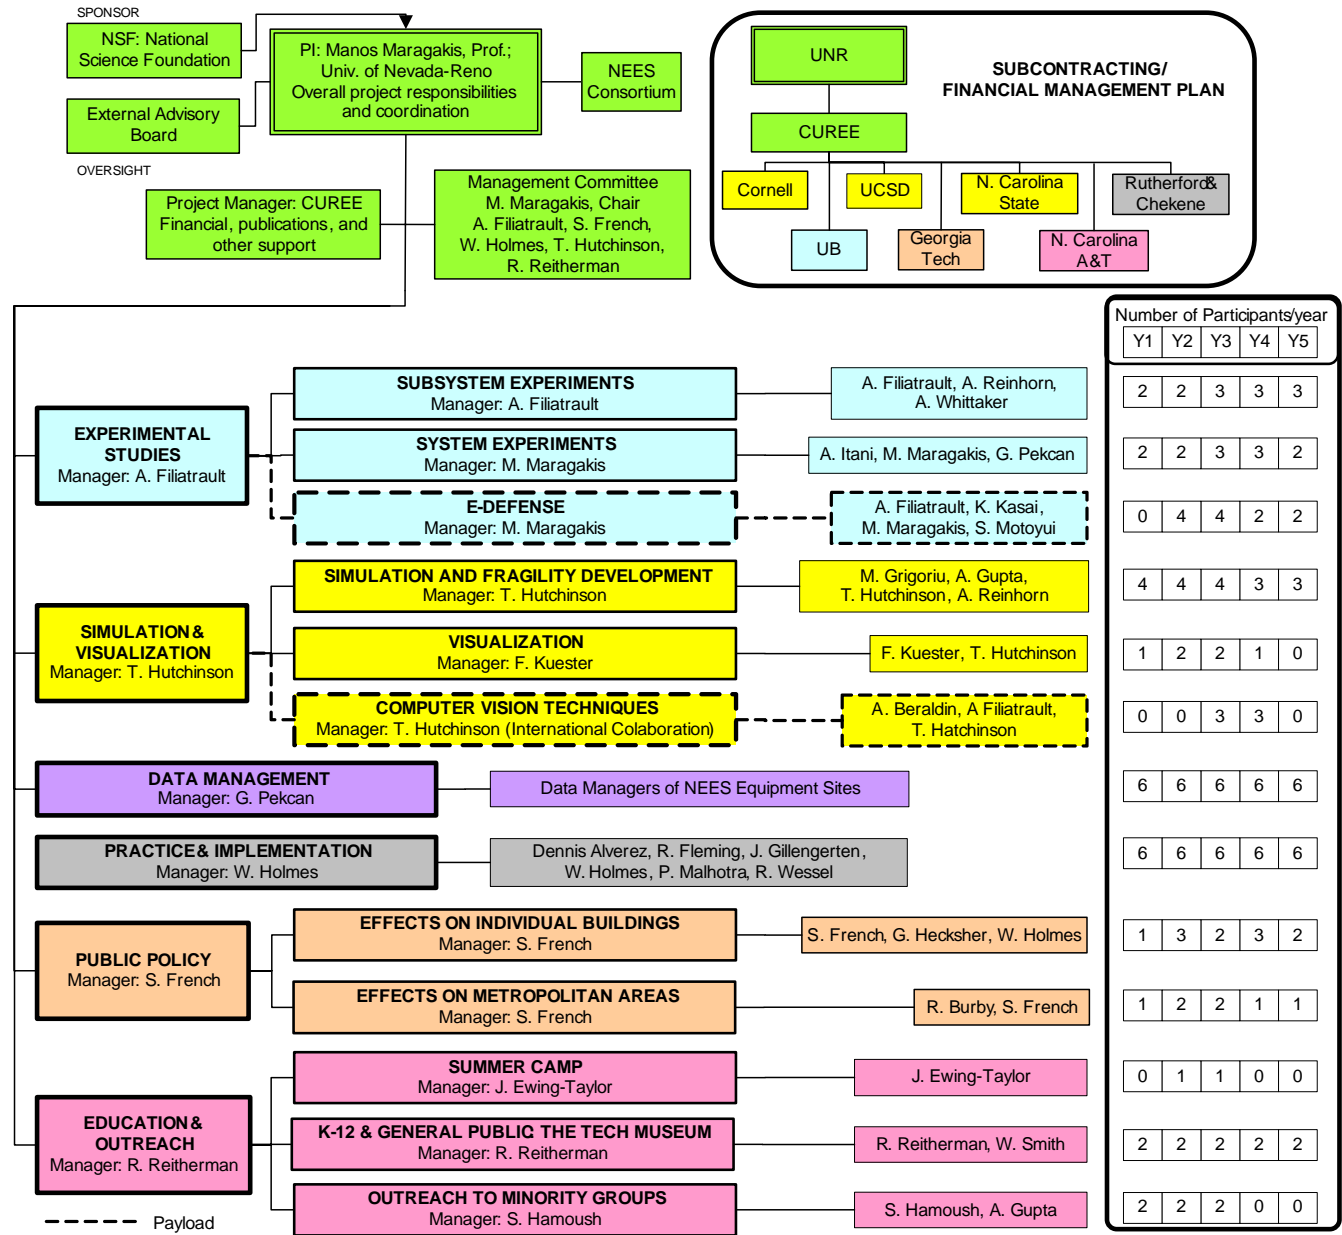 SPONSOR
NSF: National
Science Foundation
External Advisory
Board
OVERSIGHT
PI: Manos Maragakis, Prof.;
Univ. of Nevada-Reno
Overall project responsibilities
and coordination
NEES
Consortium
Project Manager: CUREE
Financial, publications, and
other support
Management Committee
M. Maragakis, Chair
A. Filiatrault, S. French,
W. Holmes, T. Hutchinson,
R. Reitherman
UNR
SUBCONTRACTING/
FINANCIAL MANAGEMENT PLAN
CUREE
Cornell
UCSD
N. Carolina
State
Rutherford&
Chekene
UB
Georgia
Tech
N. Carolina
A&T
Number of Participants/year
Y1 Y2 Y3 Y4 Y5
EXPERIMENTAL
STUDIES
Manager: A. Filiatrault
SUBSYSTEM EXPERIMENTS
Manager: A. Filiatrault
A. Filiatrault, A. Reinhorn,
A. Whittaker
2 2 3 3 3
SYSTEM EXPERIMENTS
Manager: M. Maragakis
A. Itani, M. Maragakis, G. Pekcan
2 2 3 3 2
E-DEFENSE
Manager: M. Maragakis
A. Filiatrault, K. Kasai,
M. Maragakis, S. Motoyui
0 4 4 2 2
SIMULATION &
VISUALIZATION
Manager: T. Hutchinson
SIMULATION AND FRAGILITY DEVELOPMENT
Manager: T. Hutchinson
M. Grigoriu, A. Gupta,
T. Hutchinson, A. Reinhorn
4 4 4 3 3
VISUALIZATION
Manager: F. Kuester
F. Kuester, T. Hutchinson
1 2 2 1 0
COMPUTER VISION TECHNIQUES
Manager: T. Hutchinson (International Colaboration)
A. Beraldin, A Filiatrault,
T. Hatchinson
0 0 3 3 0
DATA MANAGEMENT
Manager: G. Pekcan
Data Managers of NEES Equipment Sites
6 6 6 6 6
PRACTICE & IMPLEMENTATION
Manager: W. Holmes
Dennis Alverez, R. Fleming, J. Gillengerten,
W. Holmes, P. Malhotra, R. Wessel
6 6 6 6 6
PUBLIC POLICY
Manager: S. French
EFFECTS ON INDIVIDUAL BUILDINGS
Manager: S. French
S. French, G. Hecksher, W. Holmes
1 3 2 3 2
EFFECTS ON METROPOLITAN AREAS
Manager: S. French
R. Burby, S. French
1 2 2 1 1
EDUCATION &
OUTREACH
Manager: R. Reitherman
SUMMER CAMP
Manager: J. Ewing-Taylor
J. Ewing-Taylor
0 1 1 0 0
K-12 & GENERAL PUBLIC: THE TECH MUSEUM
Manager: R. Reitherman
R. Reitherman, W. Smith
2 2 2 2 2
OUTREACH TO MINORITY GROUPS
Manager: S. Hamoush
S. Hamoush, A. Gupta
2 2 2 0 0
Payload